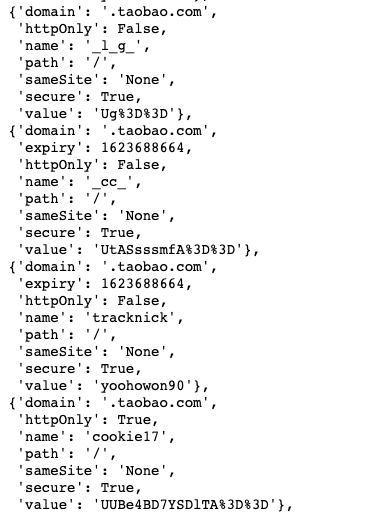 {'domain': '.taobao.com',
'httpOnly': False,
'name': '_l_g_',
'path': '/',
'sameSite': 'None',
'secure': True,
'value': 'Ug%3D%3D'},
{'domain': '.taobao.com',
'expiry': 1623688664,
'httpOnly': False,
'name': '_cc_',
'path': '/',
'sameSite': 'None',
'secure': True,
'value': 'UtASsssmfA%3D%3D'},
{'domain': '.taobao.com',
'expiry': 1623688664,
'httpOnly': False,
'name': 'tracknick',
'path': '/',
'sameSite': 'None',
'secure': True,
'value': 'yoohowon90'},
{'domain': '.taobao.com',
'httpOnly': True,
'name': 'cookie17',
'path': '/',
'sameSite': 'None',
'secure': True,
'value': 'UUBe4BD7YSDlTA%3D%3D'},